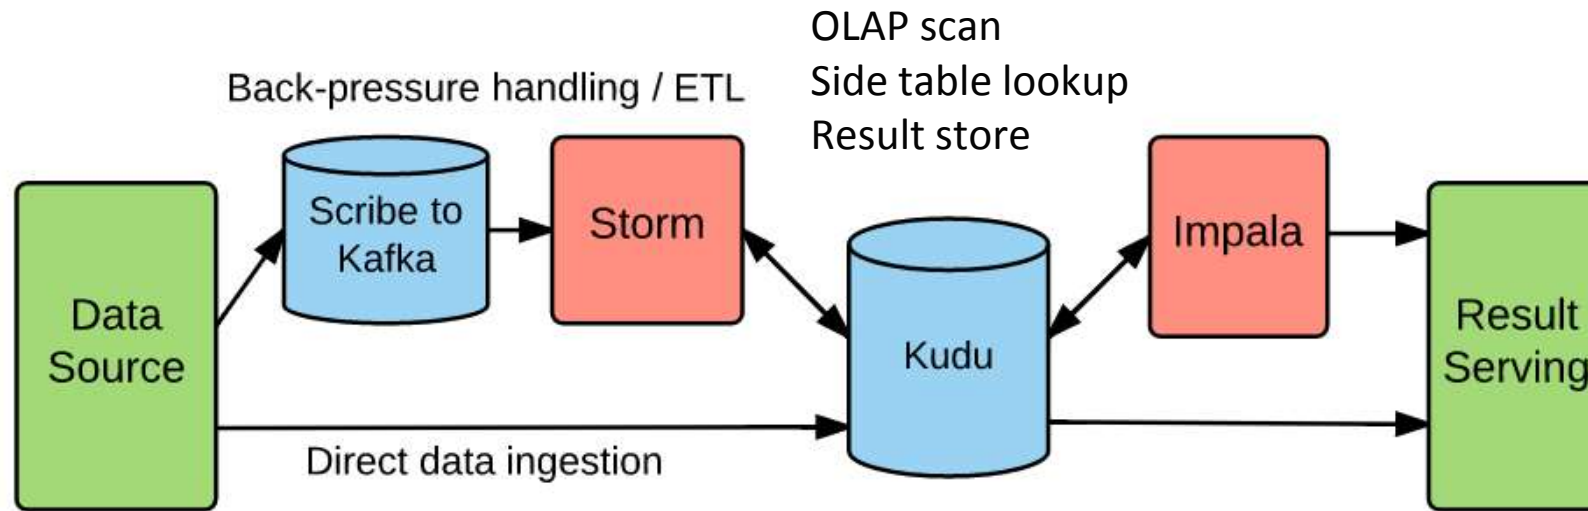 OLAP scan
Side table lookup
Result store
Back-pressure handling / ETL
Data
Source
Scribe to
Kafka
Storm
Kudu
Impala
Result
Serving
Direct data ingestion